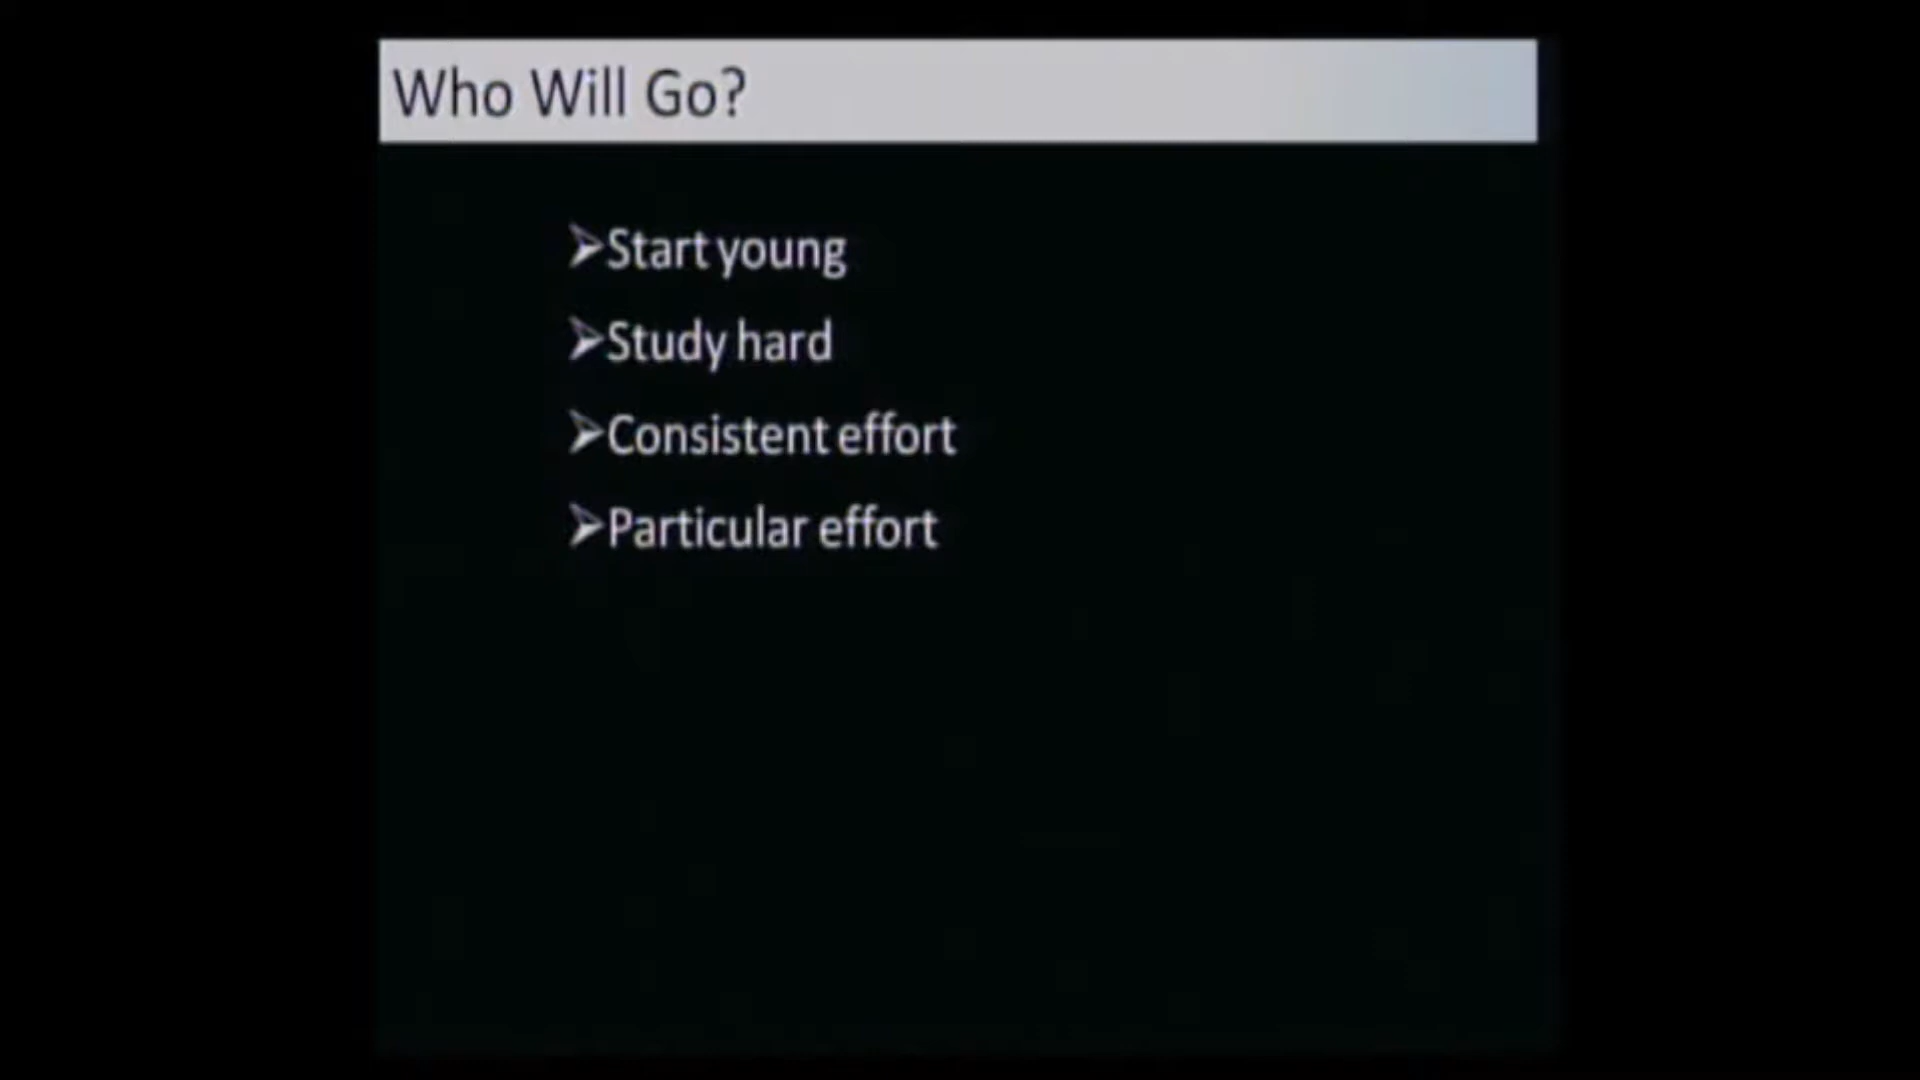 Who Will Go?
➢Start young
➢Study hard
➢Consistent effort
➢Particular effort